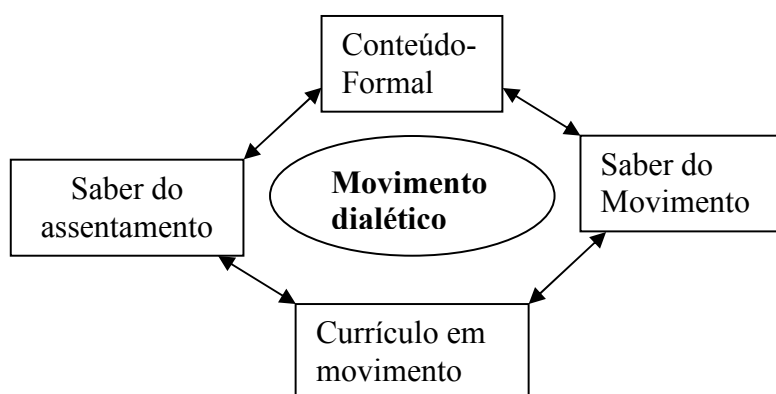 Conteúdo-
Formal
Saber do
assentamento
Movimento
dialético
Saber do
Movimento
Currículo em
movimento